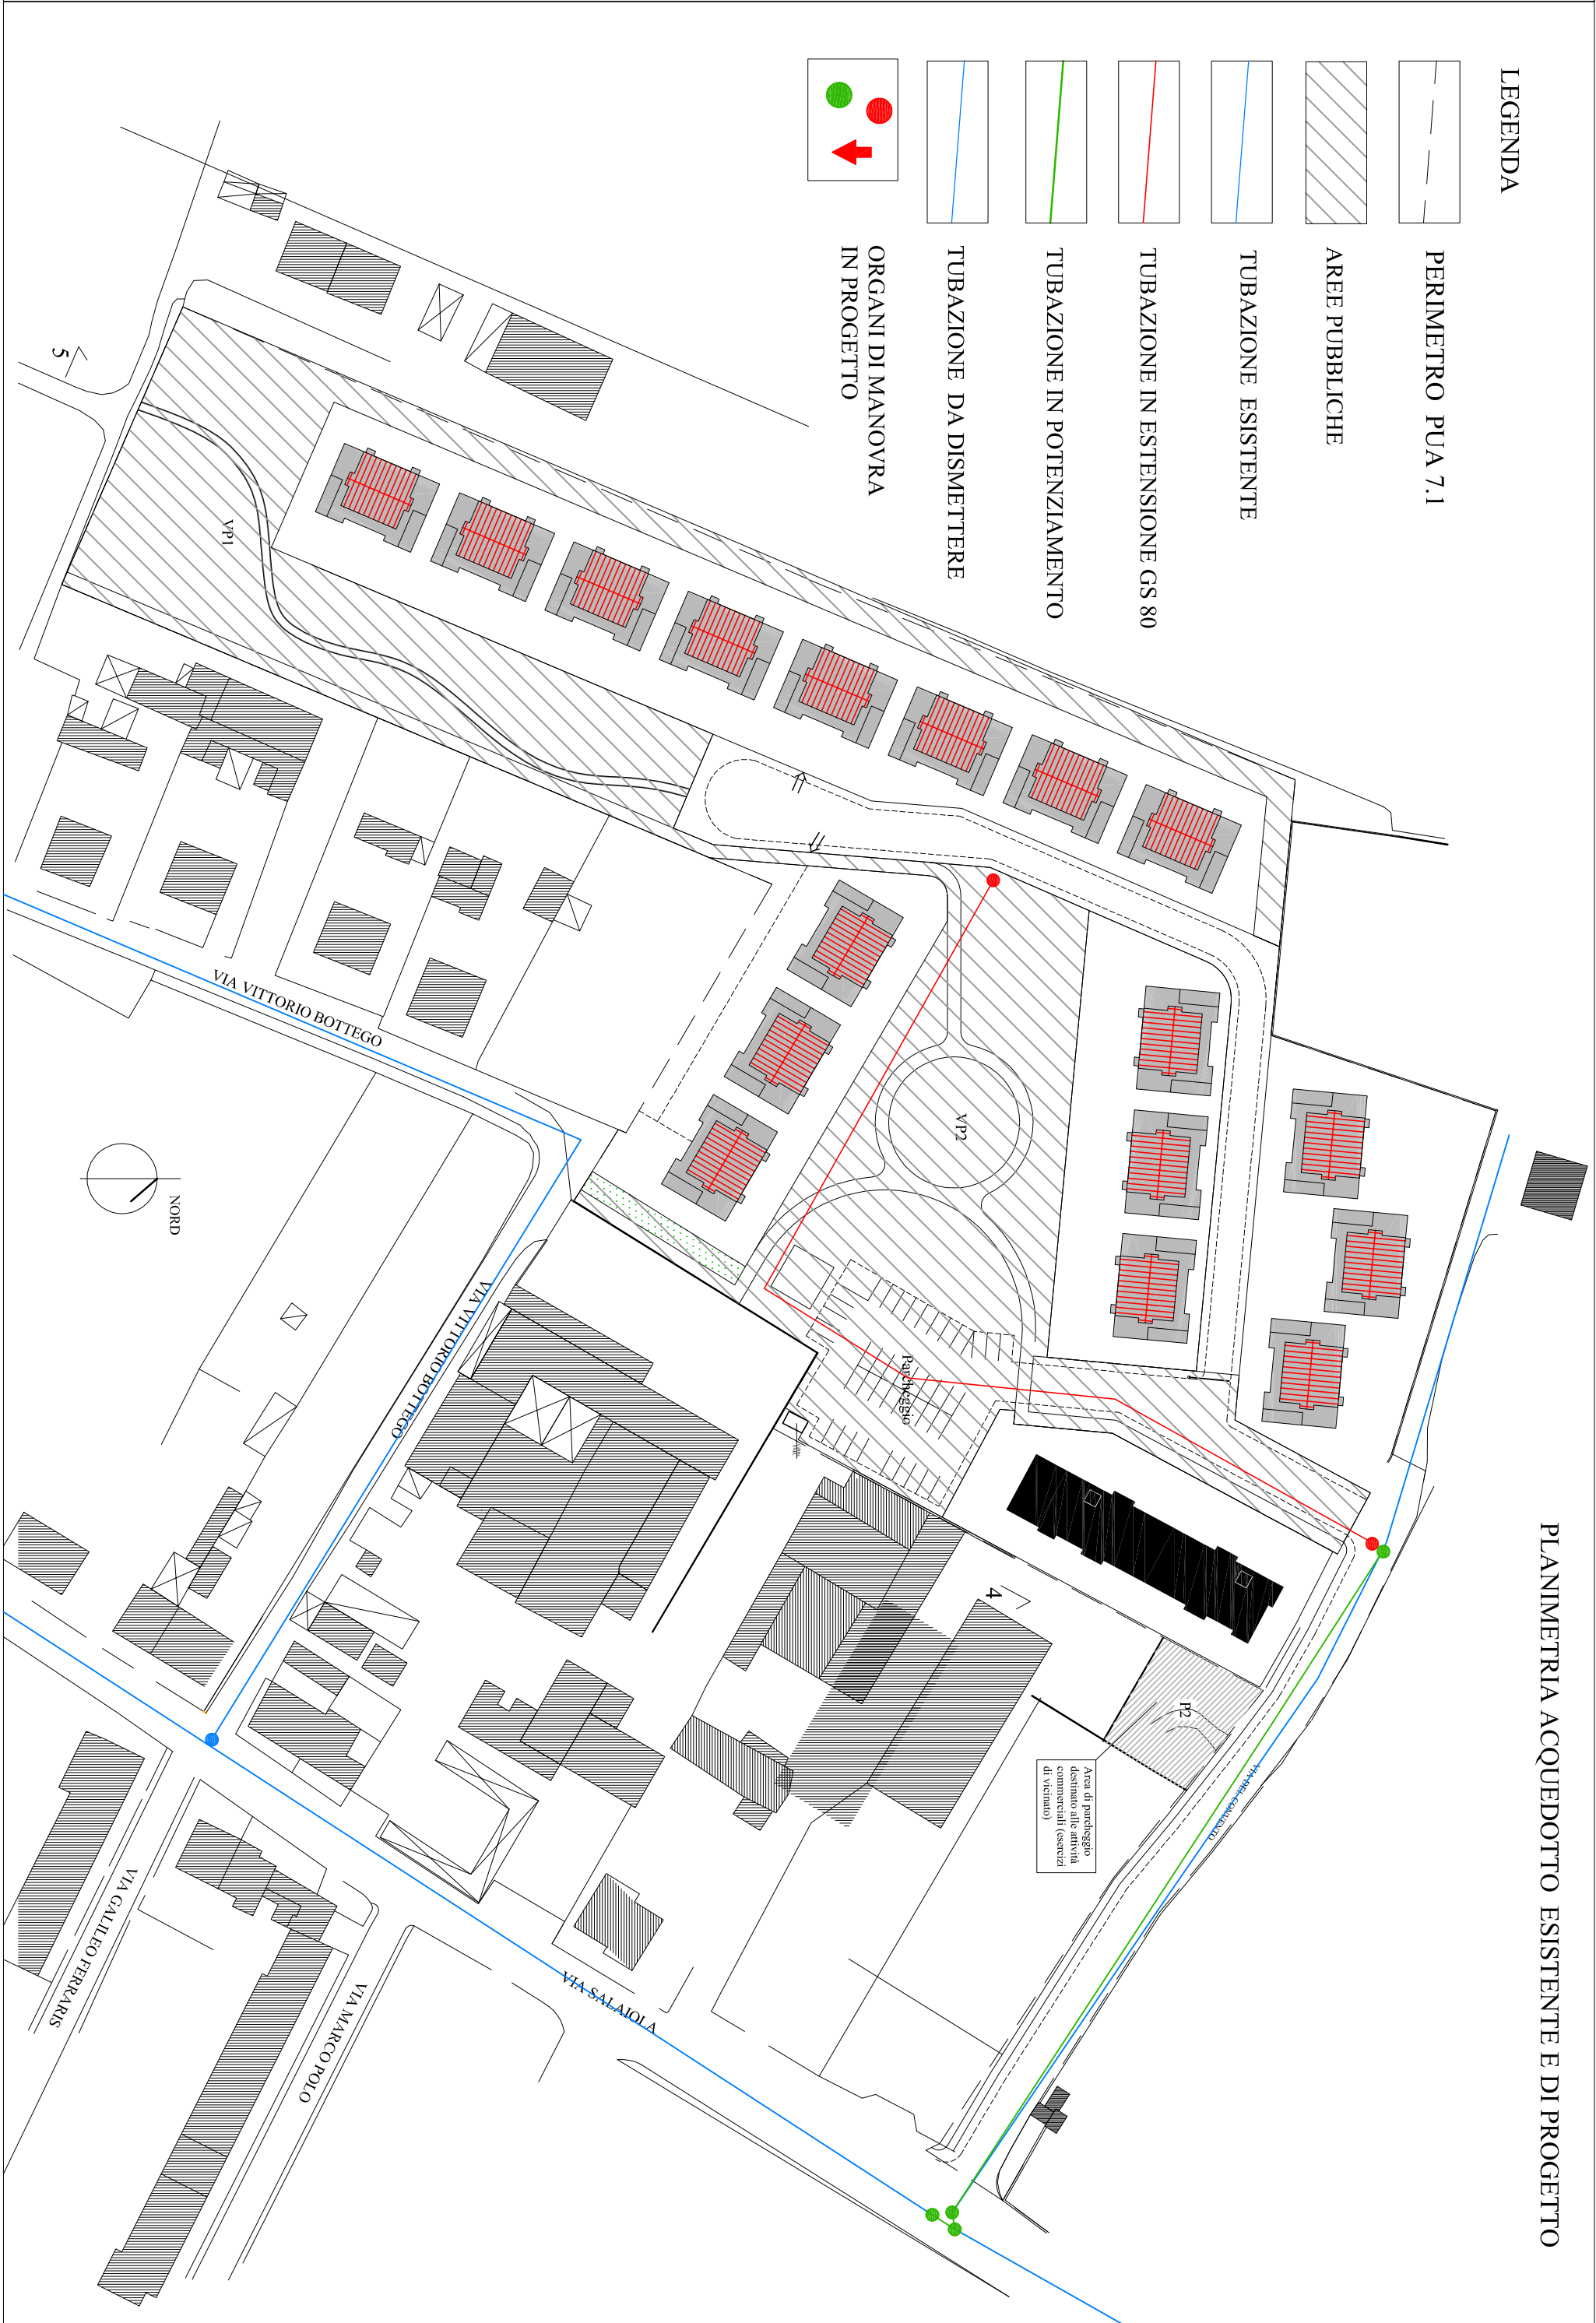 PLANIMETRIA ACQUEDOTTO ESISTENTE E DI PROGETTO
LEGENDA
PERIMETRO PUA 7.1
AREE PUBBLICHE
TUBAZIONE ESISTENTE
TUBAZIONE IN ESTENSIONE GS 80
TUBAZIONE IN POTENZIAMENTO
TUBAZIONE DA DISMETTERE
ORGANI DI MANOVRA
IN PROGETTO
5
VP1
VP2
Parcheggio
4
P2
Area di parcheggio
destinato alle attività
commerciali (esercizi
di vicinato)
VIA DEL CONVENTO
VIA VITTORIO BOTTEGO
VIA VITTORIO BOTTEGO
NORD
VIA SALAIOLA
VIA MARCO POLO
VIA GALILEO FERRARIS